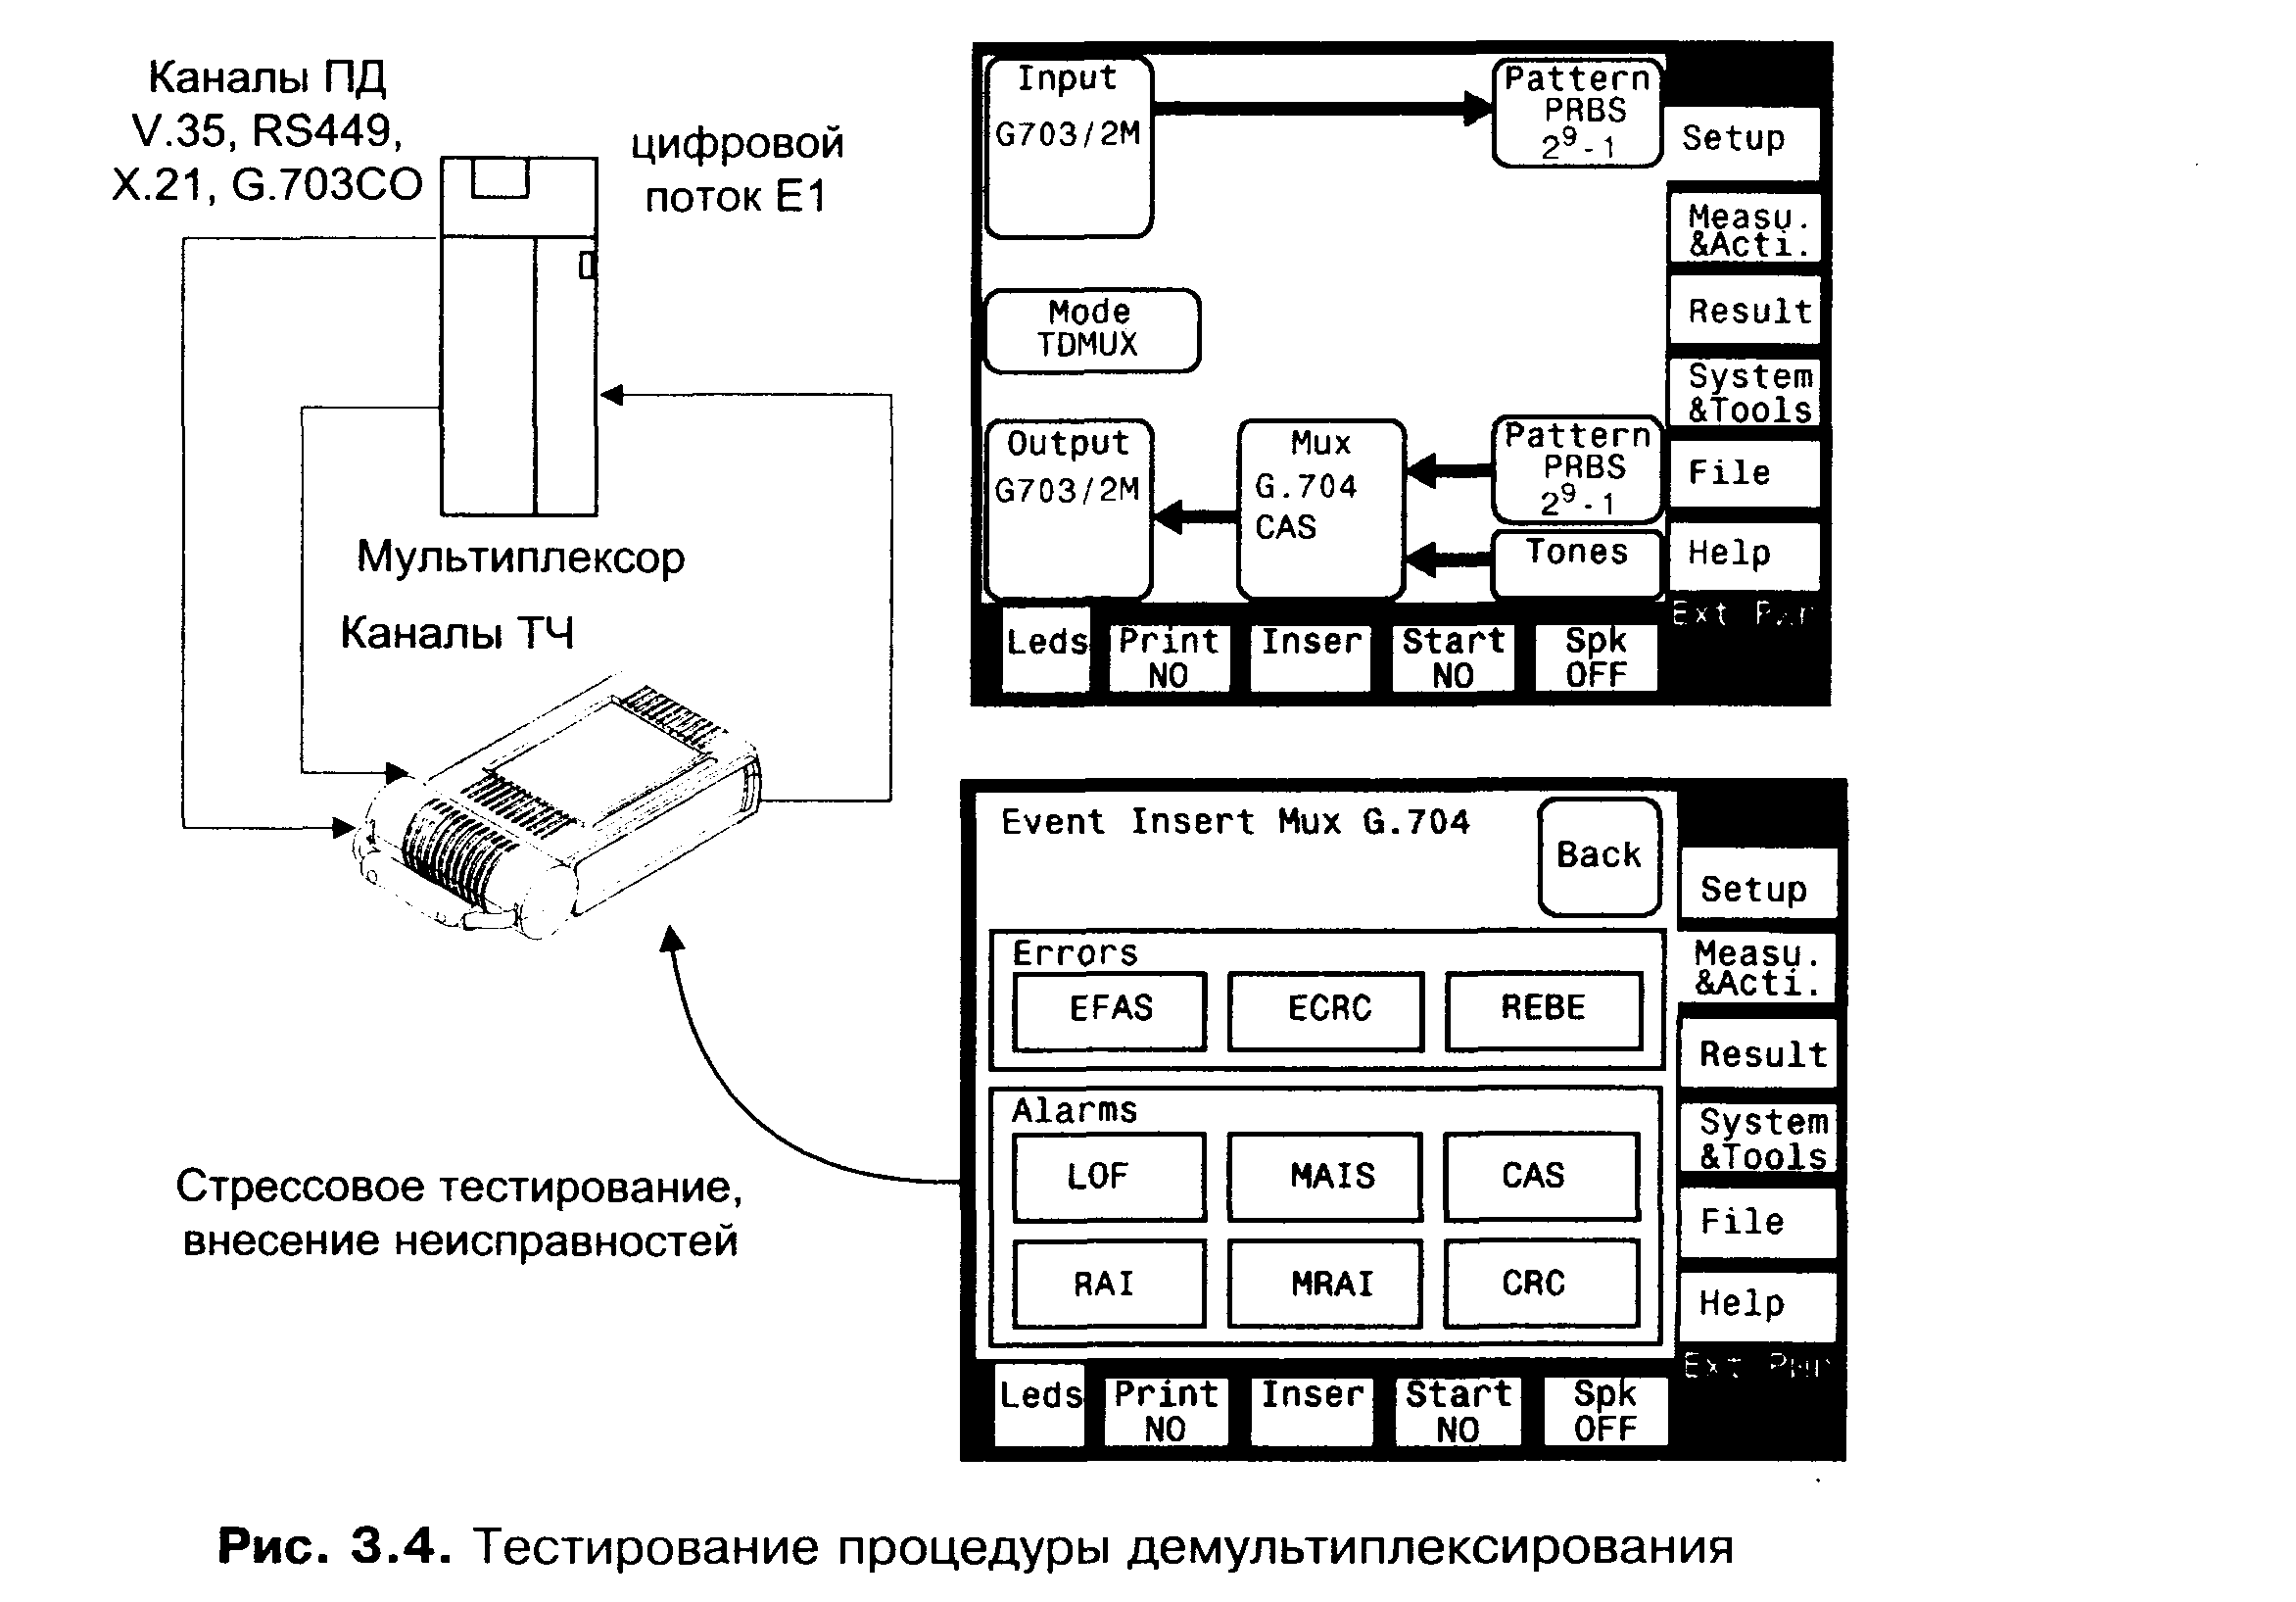 Каналы ПД
V.35, RS449,
X.21, G.703CO
цифровой
поток Е1
Мультиплексор
Каналы ТЧ
Стрессовое тестирование,
внесение неисправностей
Input
G703/2M
Pattern
PRBS
2⁹-1
Mode
TDMUX
Output
G703/2M
Mux
G.704
CAS
Pattern
PRBS
2⁹-1
Tones
Setup
Measu.
&Acti.
Result
System
&Tools
File
Help
Ext Pwr
Leds
Print
NO
Inser
Start
NO
Spk
OFF
Event Insert Mux G.704
Back
Errors
EFAS
ECRC
REBE
Alarms
LOF
MAIS
CAS
RAI
MRAI
CRC
Setup
Measu.
&Acti.
Result
System
&Tools
File
Help
Ext Pwr
Leds
Print
NO
Inser
Start
NO
Spk
OFF
Рис. 3.4. Тестирование процедуры демультиплексирования